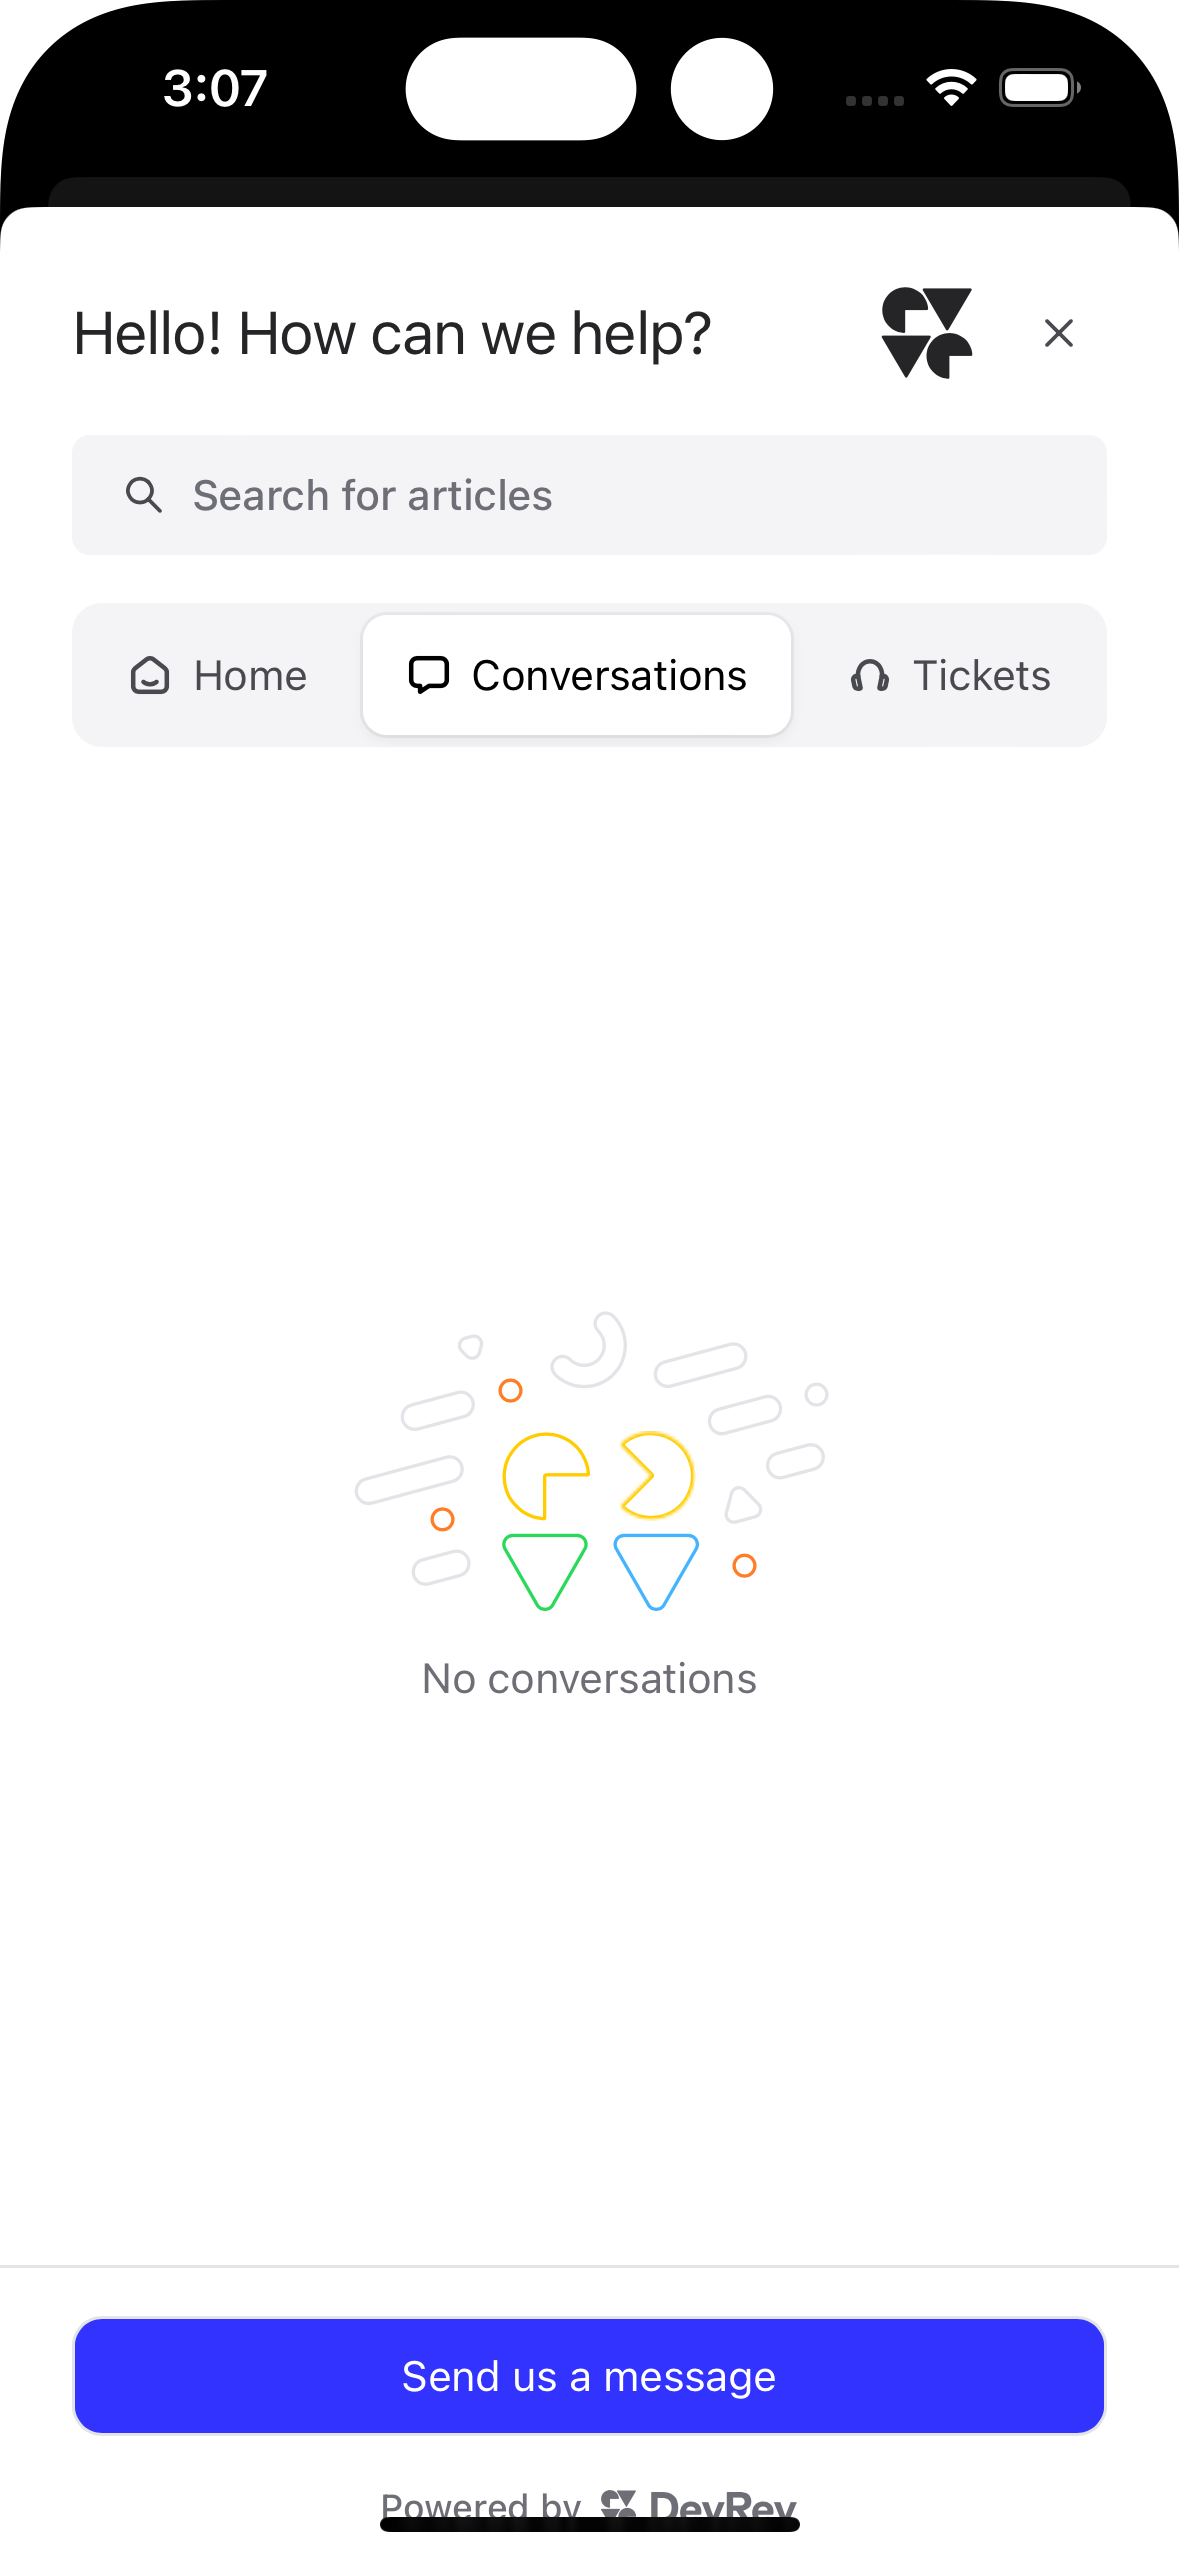 3:07
Hello! How can we help?
Search for articles
Home
Conversations
Tickets
No conversations
Send us a message
Powered by DevRev